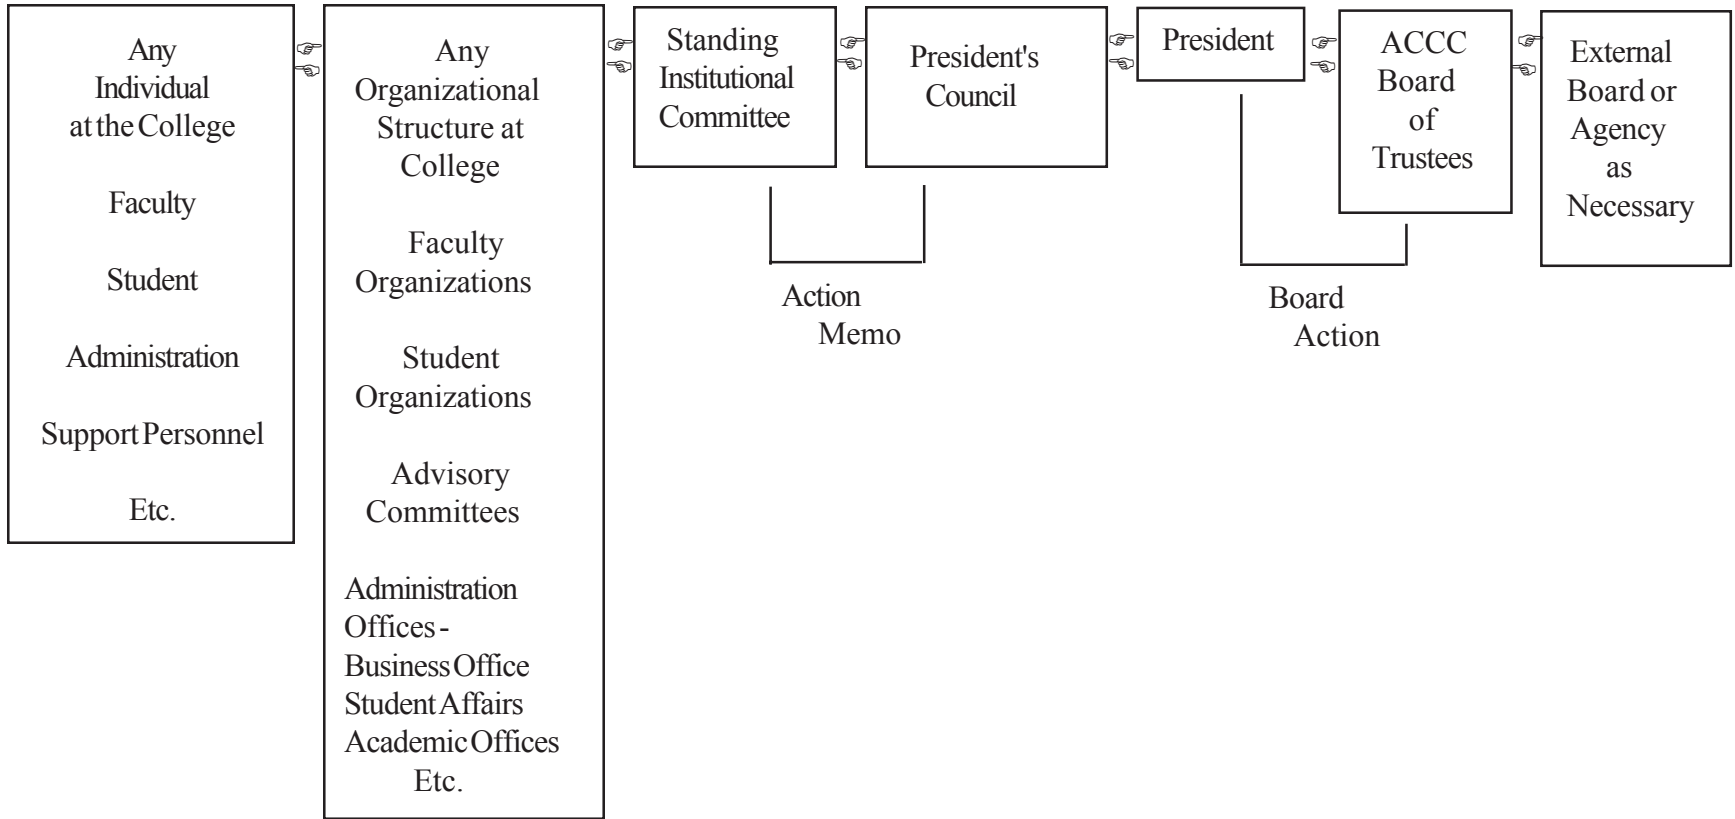 Any
Individual
at the College
Faculty
Student
Administration
Support Personnel
Etc.
Any
Organizational
Structure at
College
Faculty
Organizations
Student
Organizations
Advisory
Committees
Administration
Offices -
Business Office
Student Affairs
Academic Offices
Etc.
Standing
Institutional
Committee
President's
Council
Action
Memo
President
ACCC
Board
of
Trustees
Board
Action
External
Board or
Agency
as
Necessary